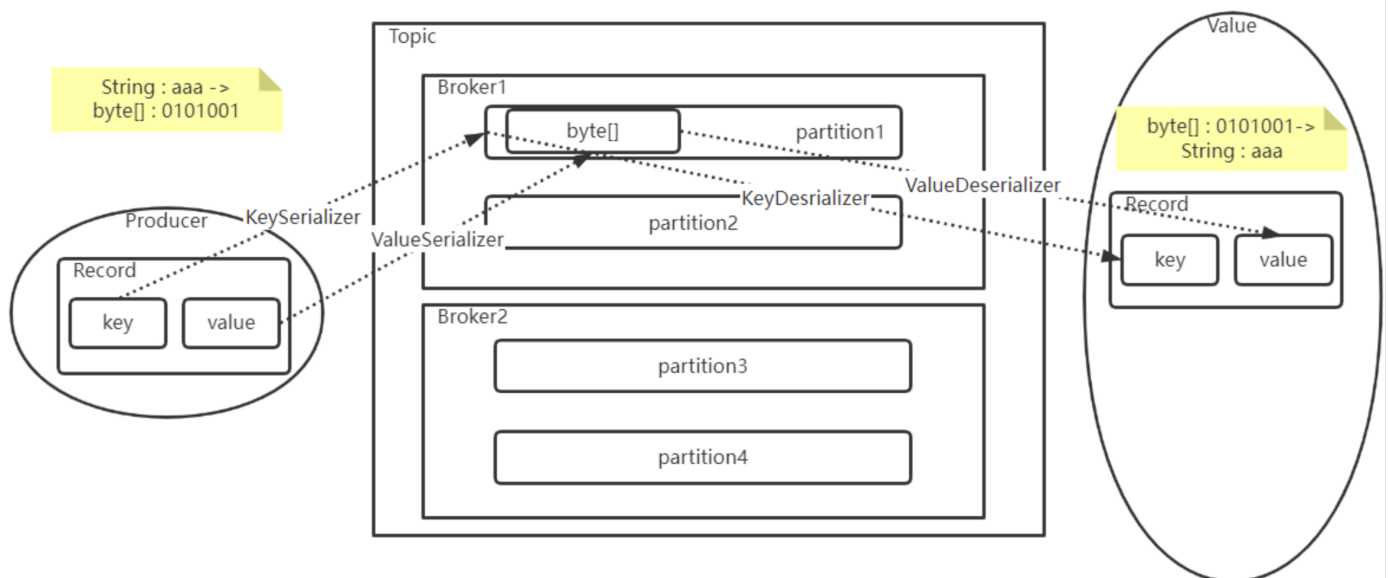 String : aaa ->
byte[] : 0101001
Producer
Record
key
value
KeySerializer
ValueSerializer
Topic
Broker1
byte[]
partition1
partition2
Broker2
partition3
partition4
KeyDesrializer
ValueDeserializer
Value
byte[] : 0101001->
String : aaa
Record
key
value